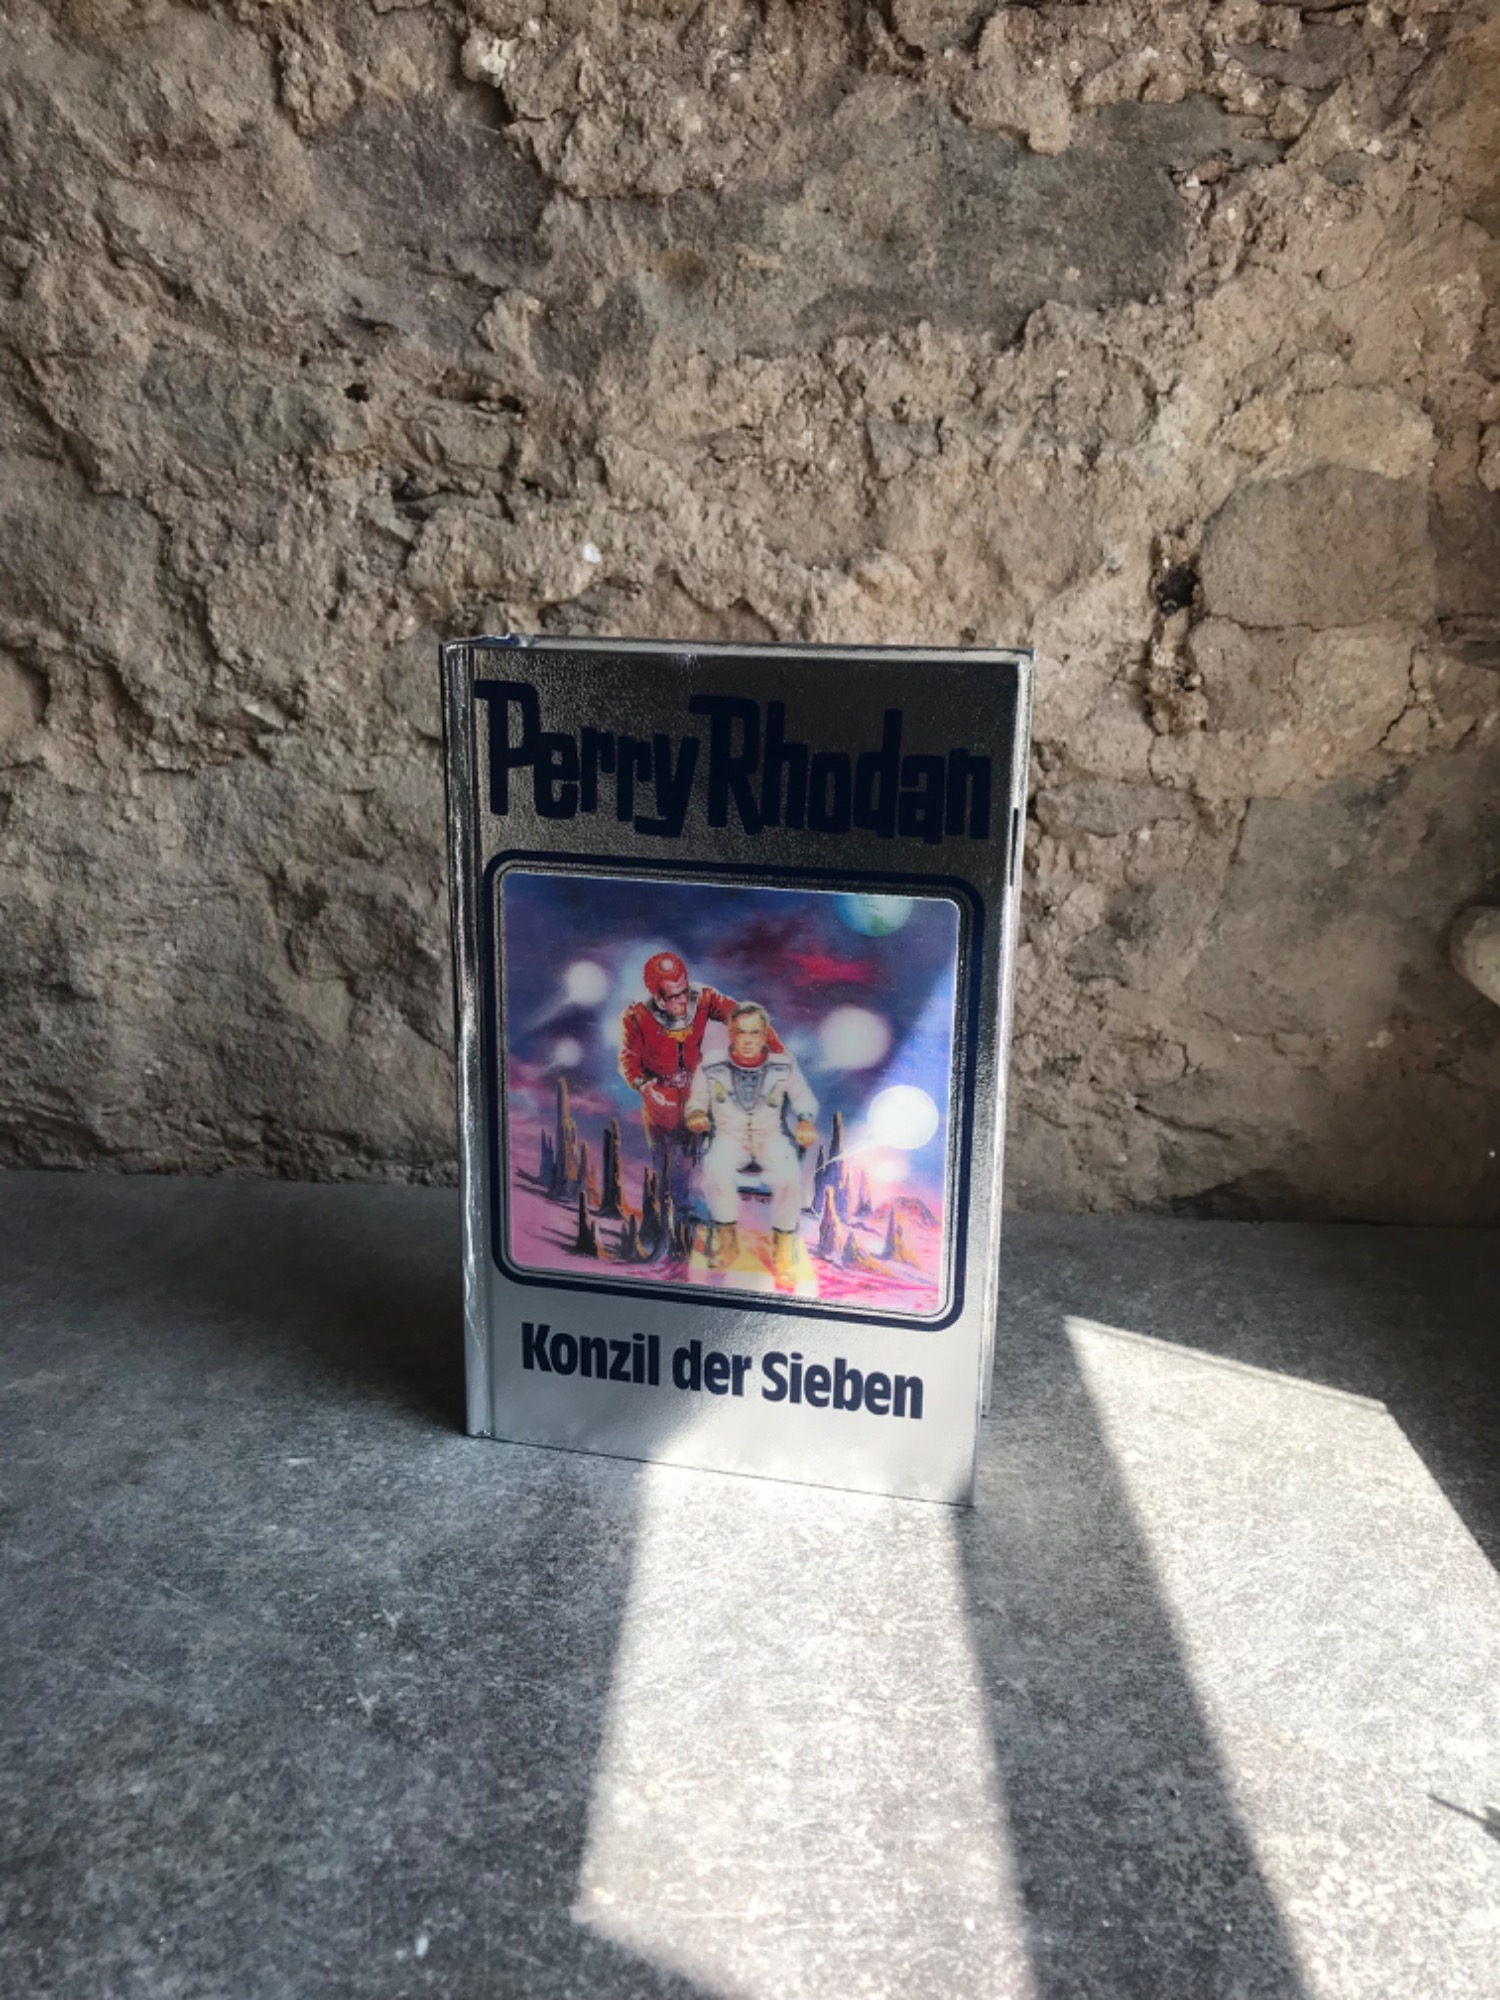 Perry Rhodan
Konzil der Sieben